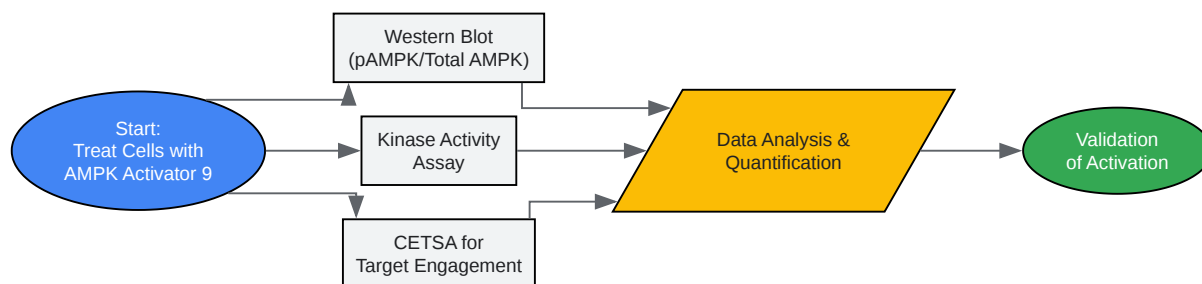 Start:
Treat Cells with
AMPK Activator 9
Western Blot
(pAMPK/Total AMPK)
Kinase Activity
Assay
CETSA for
Target Engagement
Data Analysis &
Quantification
Validation
of Activation